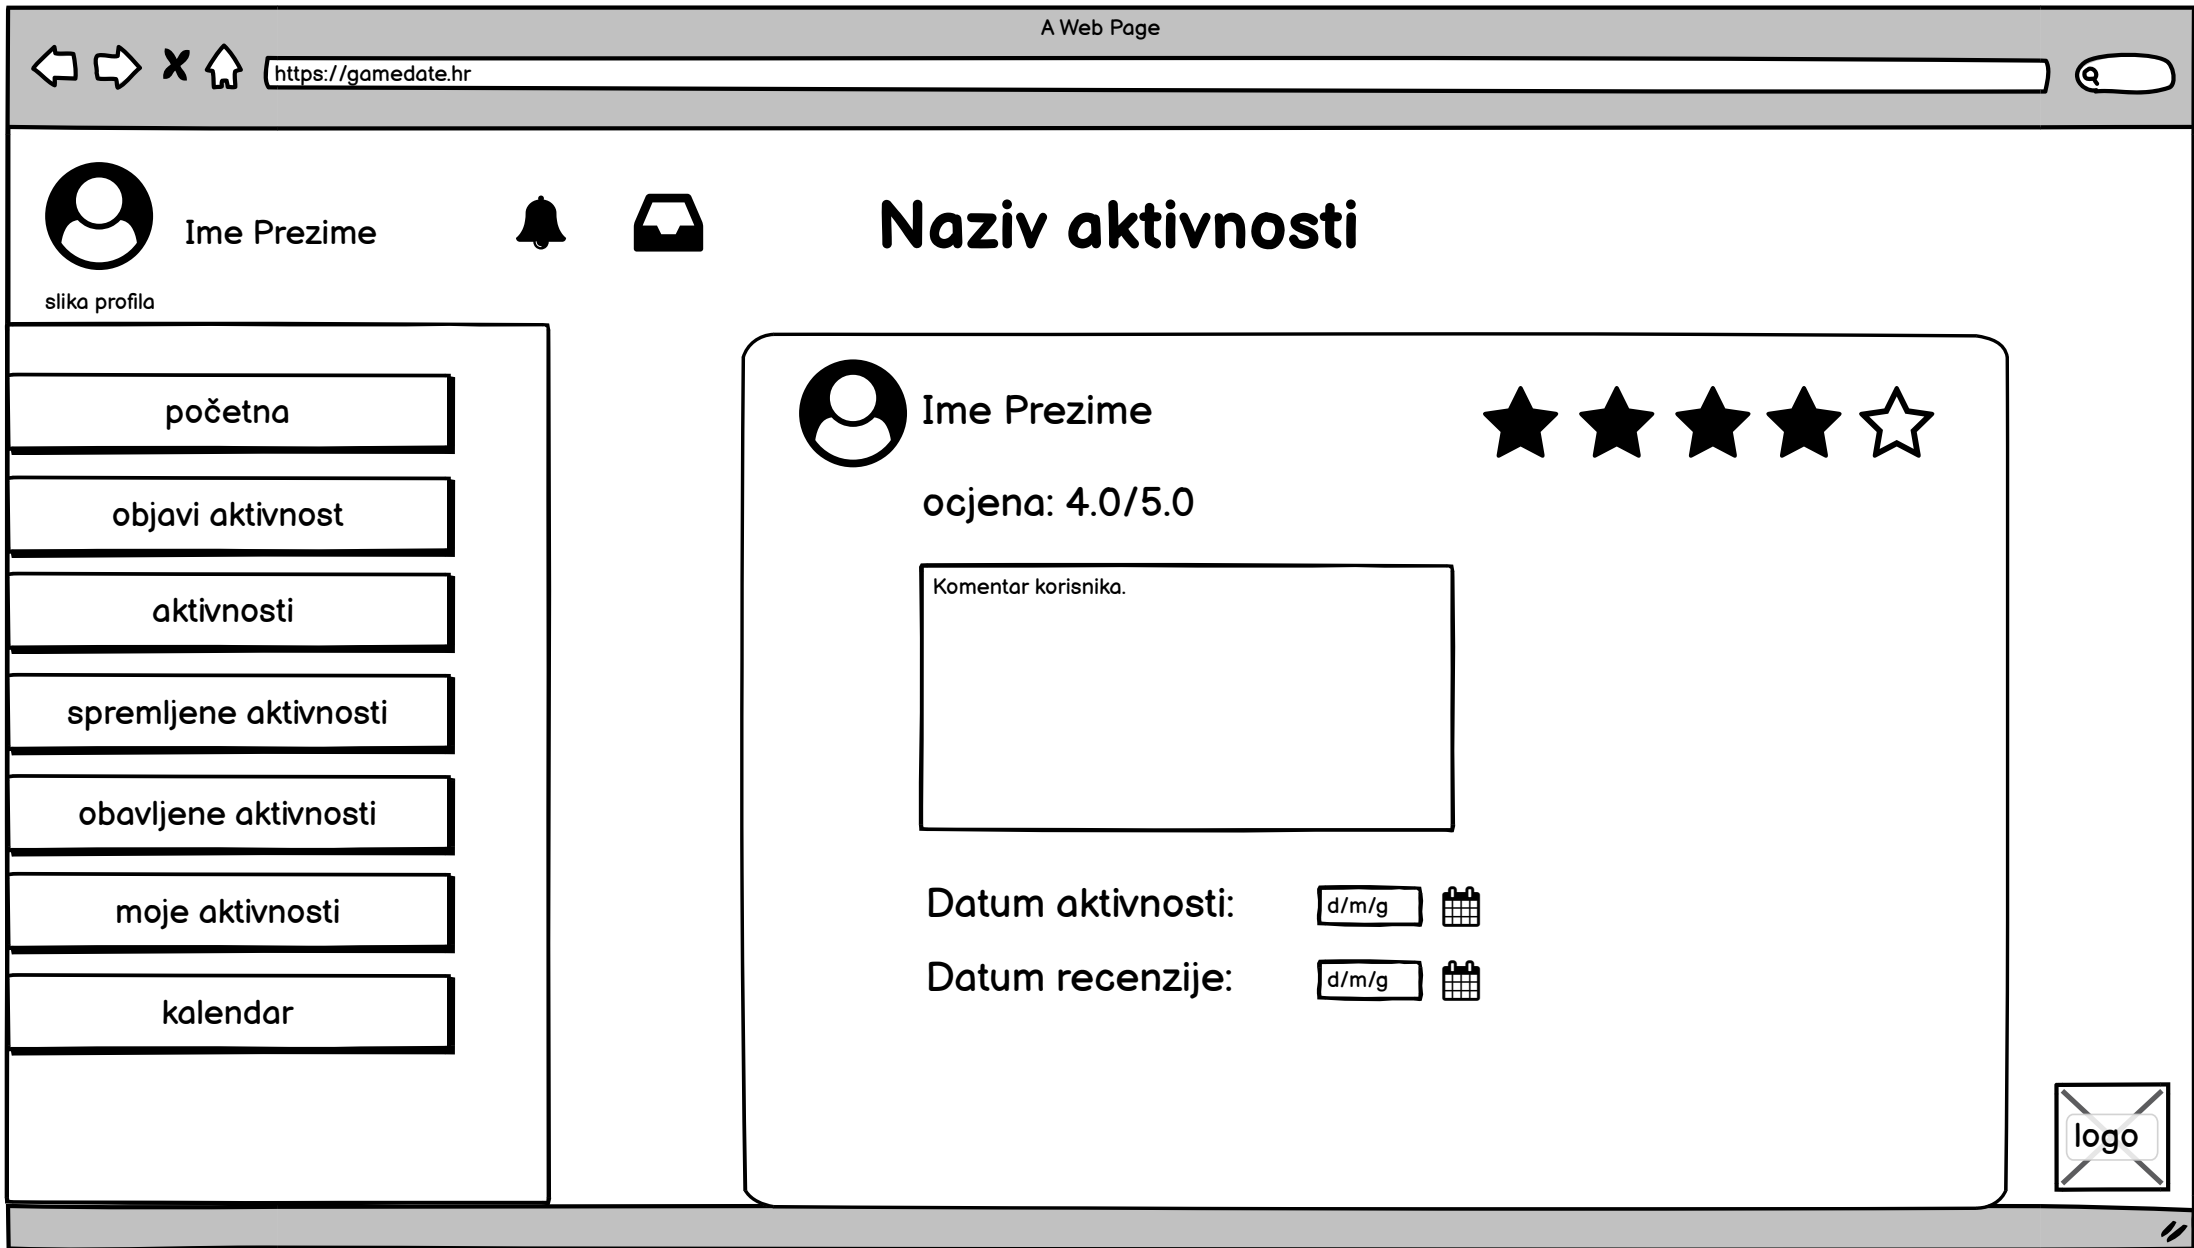 A Web Page
https://gamedate.hr
Ime Prezime
slika profila
Naziv aktivnosti
početna
objavi aktivnost
aktivnosti
spremljene aktivnosti
obavljene aktivnosti
moje aktivnosti
kalendar
Ime Prezime
ocjena: 4.0/5.0
Komentar korisnika.
Datum aktivnosti: d/m/g
Datum recenzije: d/m/g
logo